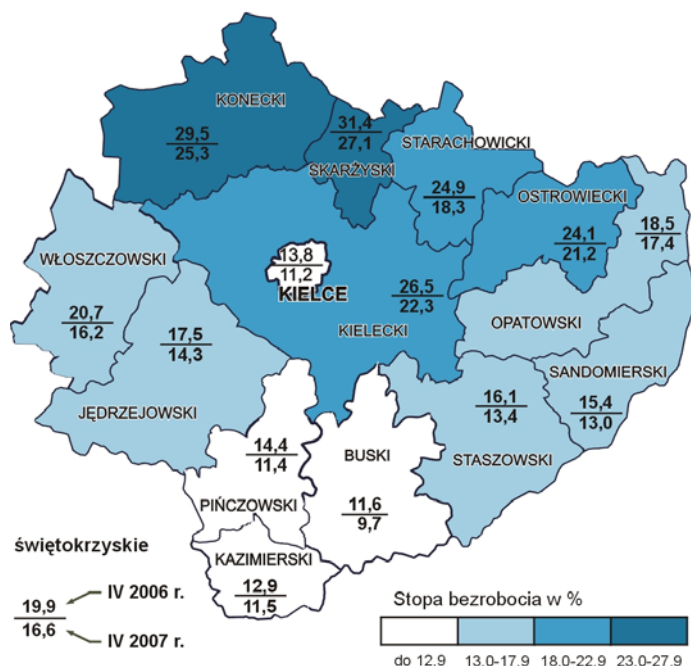 KONECKI
29,5
25,3
31,4
27,1
SKARŻYSKI
STARACHOWICKI
24,9
18,3
OSTROWIECKI
24,1
21,2
18,5
17,4
OPATOWSKI
WŁOSZCZOWSKI
20,7
16,2
13,8
11,2
KIELCE
26,5
22,3
KIELECKI
17,5
14,3
JĘDRZEJOWSKI
SANDOMIERSKI
15,4
13,0
16,1
13,4
STASZOWSKI
14,4
11,4
PIŃCZOWSKI
BUSKI
11,6
9,7
KAZIMIERSKI
12,9
11,5
świętokrzyskie
19,9 IV 2006 r.
16,6 IV 2007 r.
Stopa bezrobocia w %
do 12.9 13.0-17.9 18.0-22.9 23.0-27.9